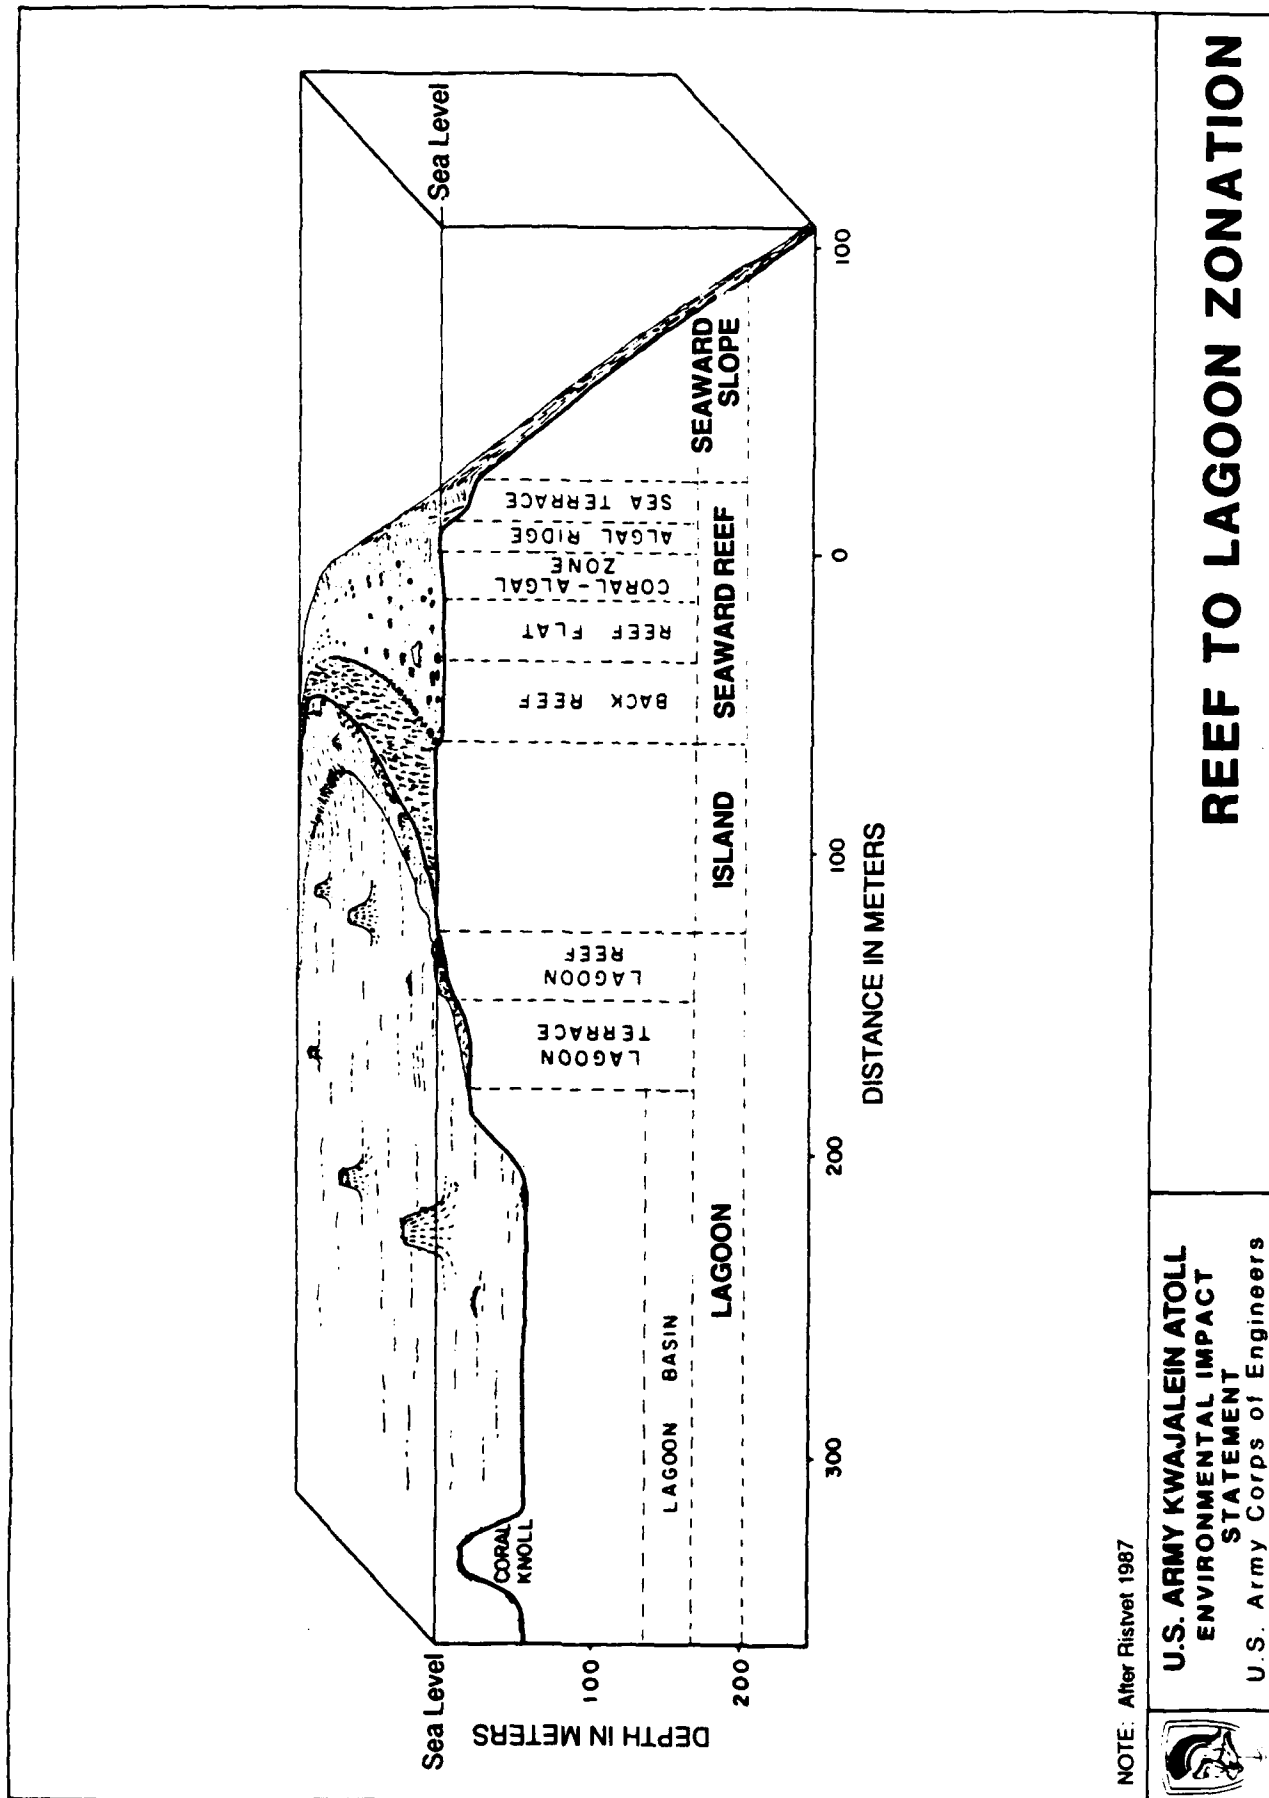 Sea Level
Sea Level
DEPTH IN METERS
100
200
CORAL
KNOLL
LAGOON BASIN
LAGOON
TERRACE
LAGOON
REEF
BACK REEF
REEF FLAT
CORAL-ALGAL
ZONE
ALGAL RIDGE
SEA TERRACE
LAGOON
ISLAND
SEAWARD REEF
SEAWARD
SLOPE
300
200
100
0
100
DISTANCE IN METERS
NOTE: After Ristvet 1987
U.S. ARMY KWAJALEIN ATOLL
ENVIRONMENTAL IMPACT
STATEMENT
U.S. Army Corps of Engineers
REEF TO LAGOON ZONATION